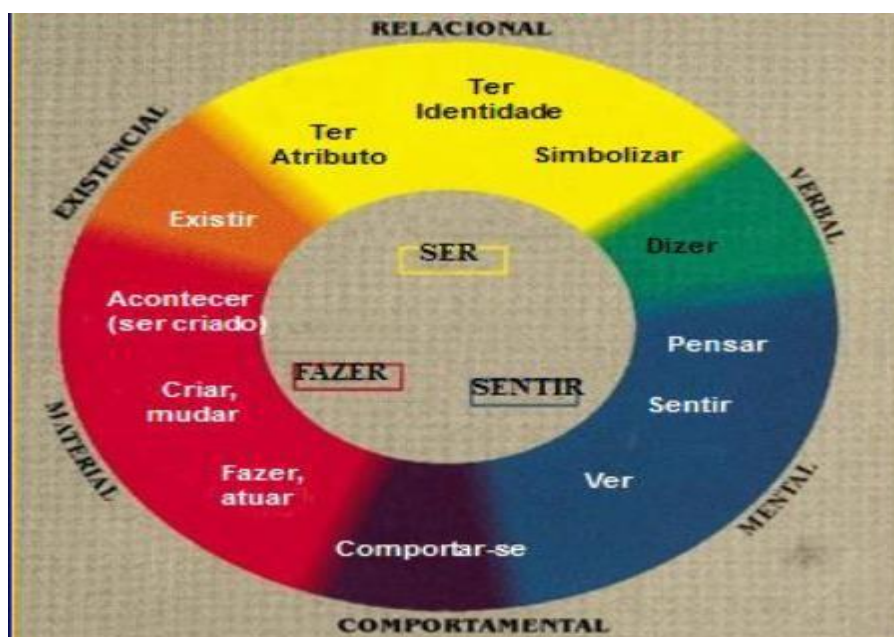 RELACIONAL
Ter
Identidade
Ter
Atributo
Simbolizar
EXISTENCIAL
VERBAL
Existir
Dizer
SER
Acontecer
(ser criado)
Pensar
FAZER
SENTIR
Criar,
mudar
Sentir
MATERIAL
Fazer,
atuar
Ver
MENTAL
Comportar-se
COMPORTAMENTAL